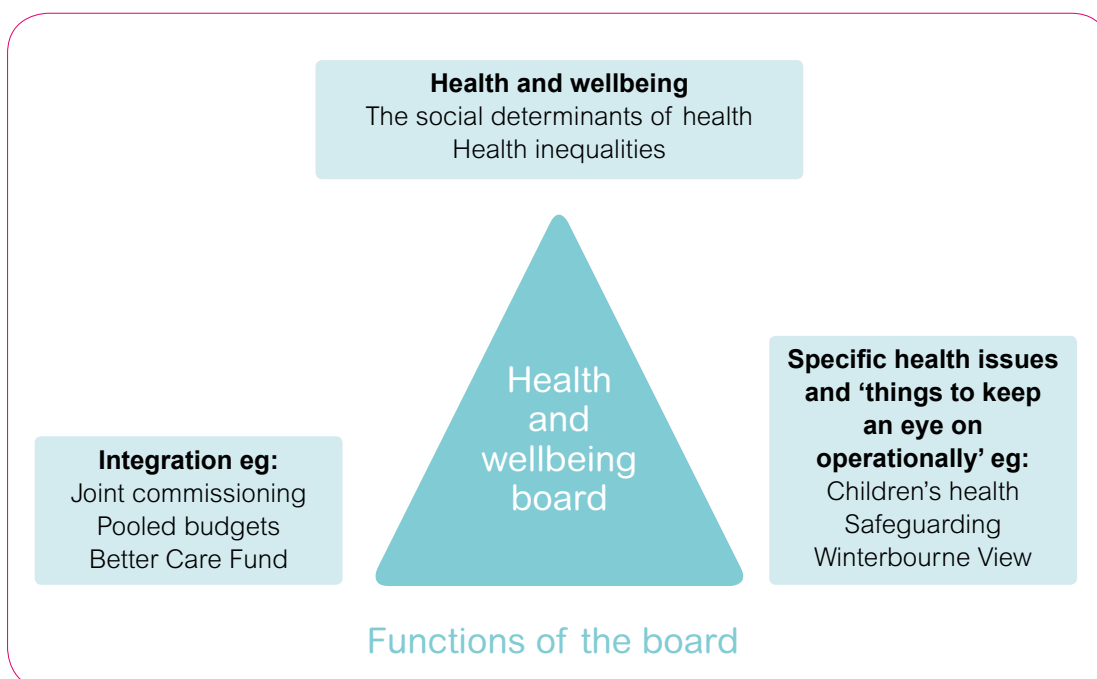 Health and wellbeing
The social determinants of health
Health inequalities
Health
and
wellbeing
board
Integration eg:
Joint commissioning
Pooled budgets
Better Care Fund
Specific health issues
and ‘things to keep
an eye on
operationally’ eg:
Children’s health
Safeguarding
Winterbourne View
Functions of the board